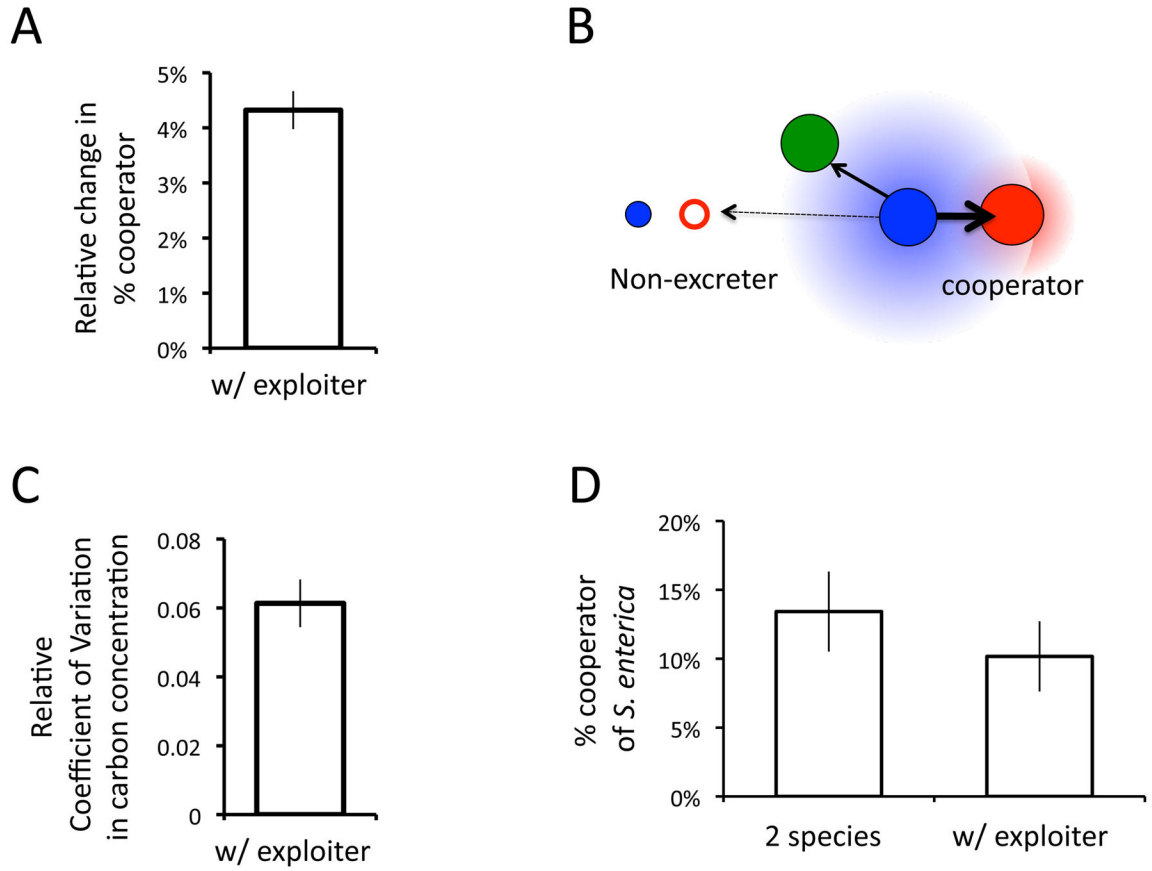 A
Relative change in
% cooperator
5%
4%
3%
2%
1%
0%
w/ exploiter
B
Non-excreter
cooperator
C
Relative
Coefficient of Variation
in carbon concentration
0.08
0.06
0.04
0.02
0
w/ exploiter
D
% cooperator
of S. enterica
20%
15%
10%
5%
0%
2 species
w/ exploiter